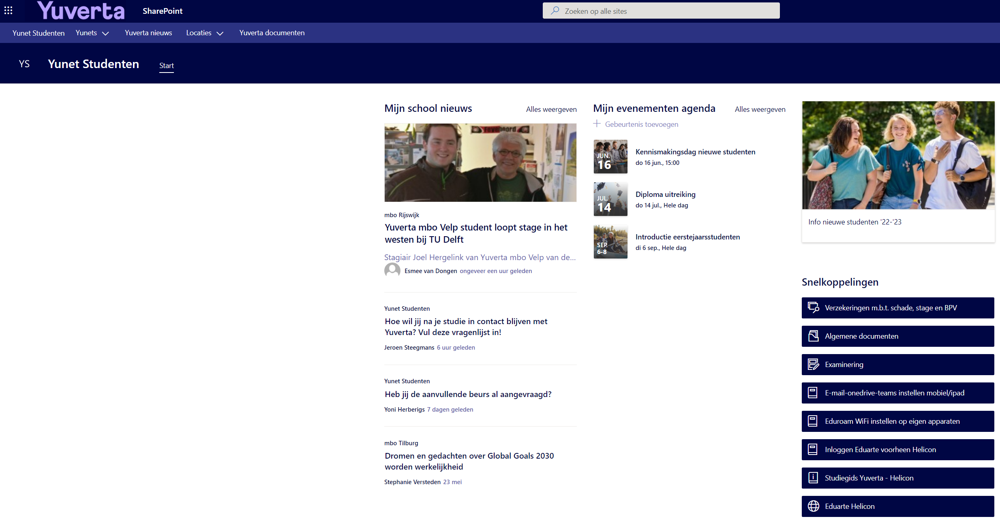 Yuverta
SharePoint
Zoeken op alle sites
Yunet Studenten
Yunets
Yuverta nieuws
Locaties
Yuverta documenten
YS
Yunet Studenten
Start
Mijn school nieuws
Alles weergeven
Feyenoord
mbo Rijswijk
Yuverta mbo Velp student loopt stage in het
westen bij TU Delft
Stagiair Joel Hergelink van Yuverta mbo Velp van de...
Esmee van Dongen ongeveer een uur geleden
Yunet Studenten
Hoe wil jij na je studie in contact blijven met
Yuverta? Vul deze vragenlijst in!
Jeroen Steegmans 6 uur geleden
Yunet Studenten
Heb jij de aanvullende beurs al aangevraagd?
Yoni Herberigs 7 dagen geleden
mbo Tilburg
Dromen en gedachten over Global Goals 2030
worden werkelijkheid
Stephanie Versteden 23 mei
Mijn evenementen agenda
Alles weergeven
Gebeurtenis toevoegen
JUN.
16
Kennismakingsdag nieuwe studenten
do 16 jun., 15:00
JUL.
14
Diploma uitreiking
do 14 jul., Hele dag
SEP.
6-8
Introductie eerstejaarsstudenten
di 6 sep., Hele dag
Info nieuwe studenten '22-'23
Snelkoppelingen
Verzekeringen m.b.t. schade, stage en BPV
Algemene documenten
Examinering
E-mail-onedrive-teams instellen mobiel/ipad
Eduroam WiFi instellen op eigen apparaten
Inloggen Eduarte voorheen Helicon
Studiegids Yuverta - Helicon
Eduarte Helicon